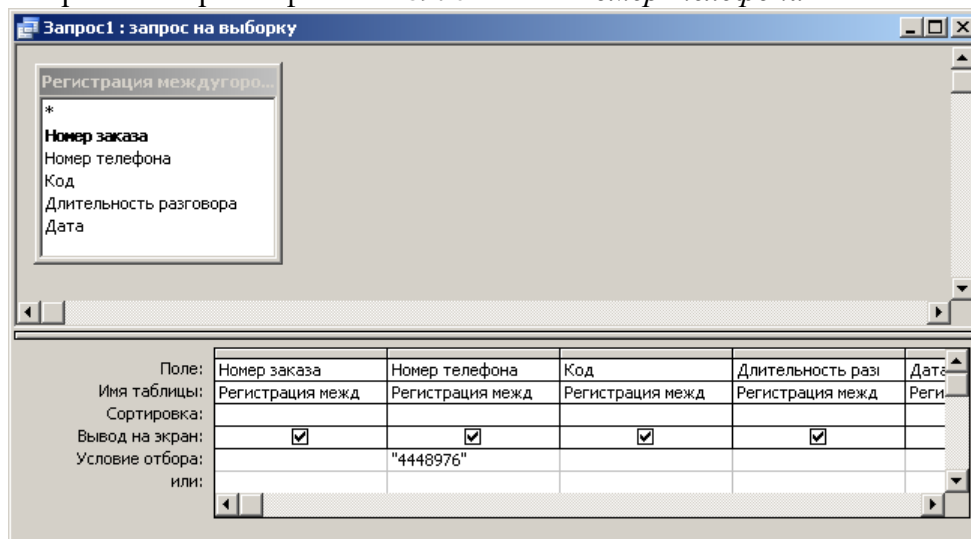 Запрос1 : запрос на выборку
Регистрация междугоро...
*
Номер заказа
Номер телефона
Код
Длительность разговора
Дата
Поле: Номер заказа Номер телефона Код Длительность разг Дата
Имя таблицы: Регистрация межд Регистрация межд Регистрация межд Регистрация межд Реги
Сортировка:
Вывод на экран:
Условие отбора: "4448976"
или: